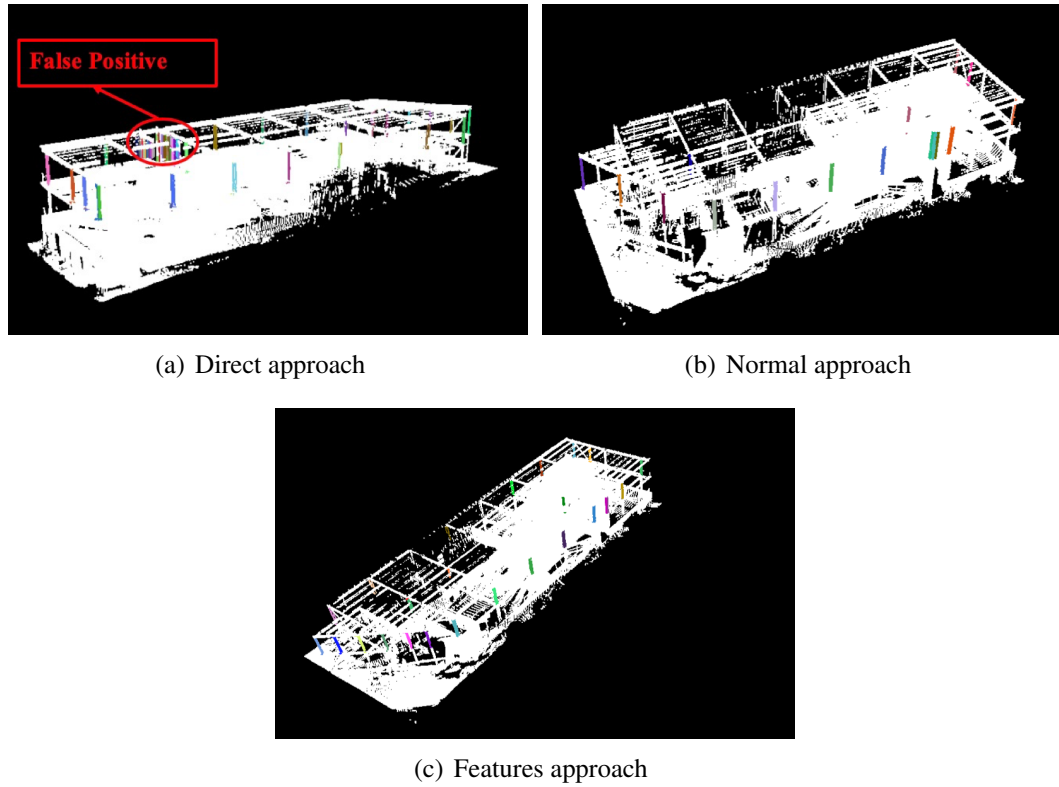 False Positive
(a) Direct approach
(b) Normal approach
(c) Features approach